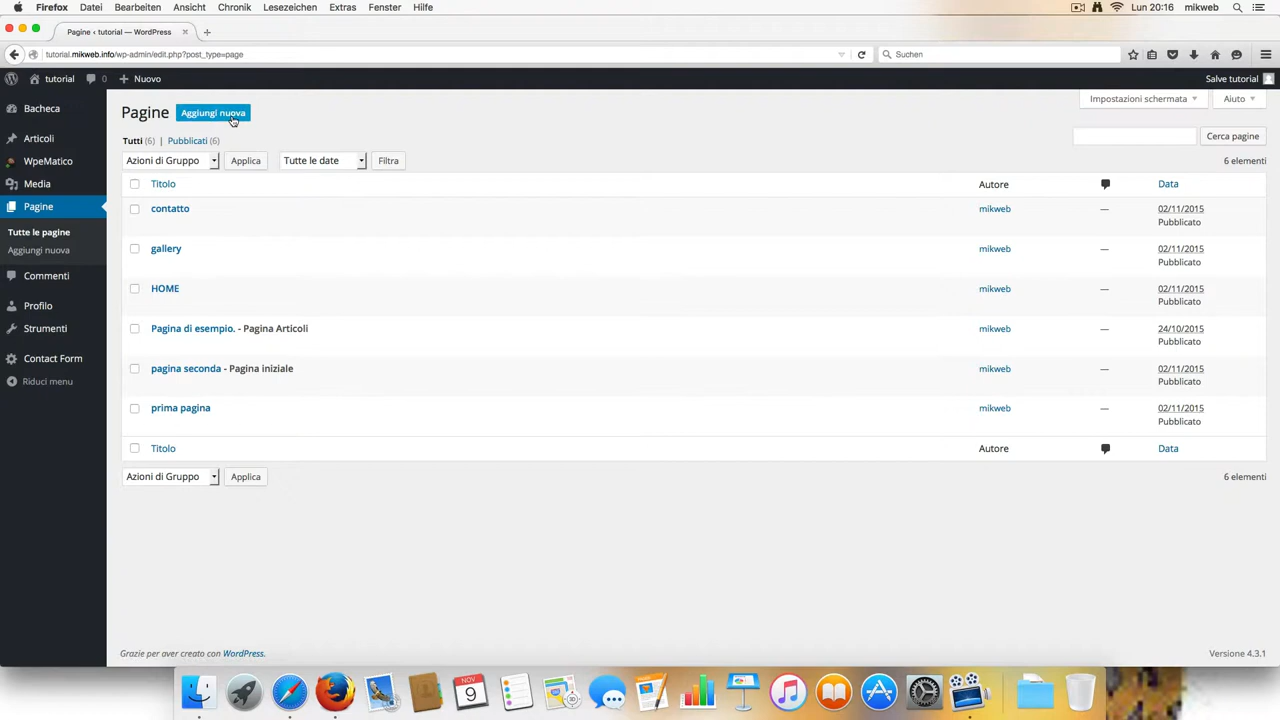 Firefox Datei Bearbeiten Ansicht Chronik Lesezeichen Extras Fenster Hilfe Lun 20:16 mikweb
Pagine ‹ tutorial — WordPress
tutorial.mikweb.info/wp-admin/edit.php?post_type=page Suchen
tutorial 0 + Nuovo Salve tutorial
Bacheca
Articoli
WpeMatico
Media
Pagine
Tutte le pagine
Aggiungi nuova
Commenti
Profilo
Strumenti
Contact Form
Riduci menu
Pagine Aggiungi nuova Impostazioni schermata Aiuto
Tutti (6) | Pubblicati (6) Cerca pagine
Azioni di Gruppo Applica Tutte le date Filtra 6 elementi
Titolo Autore Data
contatto mikweb — 02/11/2015
Pubblicato
gallery mikweb — 02/11/2015
Pubblicato
HOME mikweb — 02/11/2015
Pubblicato
Pagina di esempio. - Pagina Articoli mikweb — 24/10/2015
Pubblicato
pagina seconda - Pagina iniziale mikweb — 02/11/2015
Pubblicato
prima pagina mikweb — 02/11/2015
Pubblicato
Titolo Autore Data
Azioni di Gruppo Applica 6 elementi
Grazie per aver creato con WordPress. Versione 4.3.1
NOV
9